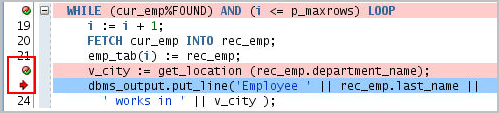 WHILE (cur_emp%FOUND) AND (i <= p_maxrows) LOOP
19 i := i + 1;
20 FETCH cur_emp INTO rec_emp;
21 emp_tab(i) := rec_emp;
v_city := get_location (rec_emp.department_name);
dbms_output.put_line('Employee ' || rec_emp.last_name ||
24 ' works in ' || v_city );